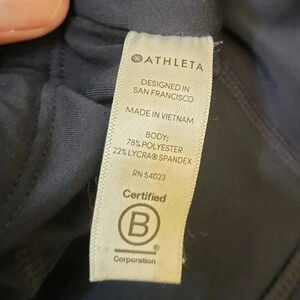 ATHLETA
DESIGNED IN
SAN FRANCISCO
MADE IN VIETNAM
BODY:
78% POLYESTER
22% LYCRA® SPANDEX
RN 54023
Certified
B
Corporation